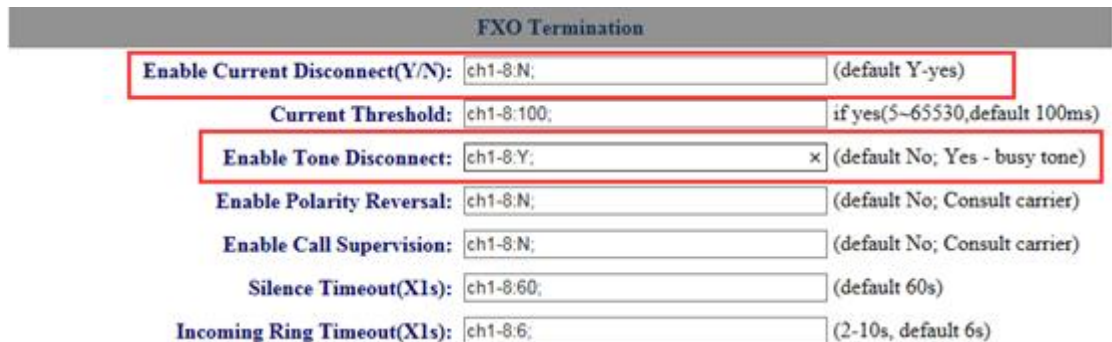 FXO Termination
Enable Current Disconnect(Y/N): ch1-8:N; (default Y-yes)
Current Threshold: ch1-8:100; if yes(5~65530,default 100ms)
Enable Tone Disconnect: ch1-8:Y; × (default No; Yes - busy tone)
Enable Polarity Reversal: ch1-8:N; (default No; Consult carrier)
Enable Call Supervision: ch1-8:N; (default No; Consult carrier)
Silence Timeout(X1s): ch1-8:60; (default 60s)
Incoming Ring Timeout(X1s): ch1-8:6; (2-10s, default 6s)